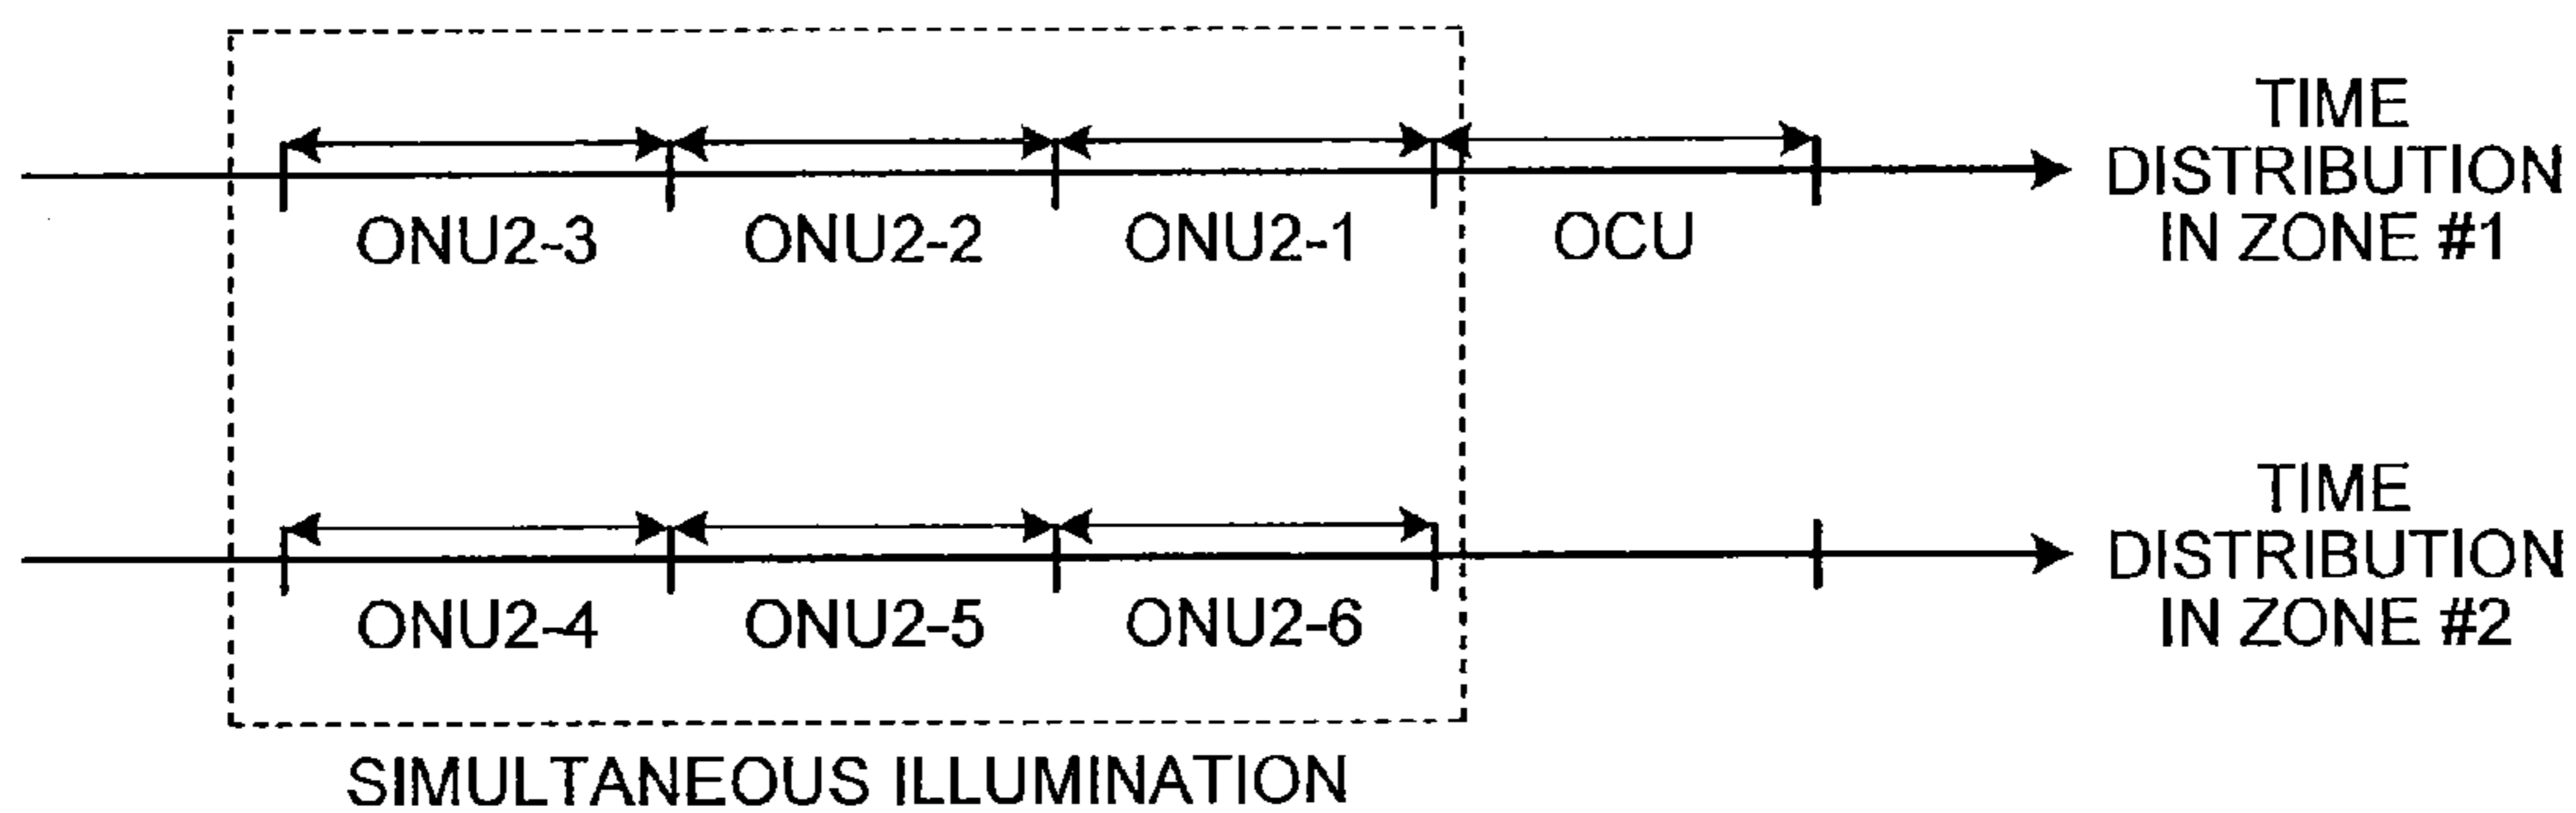 TIME
DISTRIBUTION
IN ZONE #1
ONU2-3 ONU2-2 ONU2-1 OCU
TIME
DISTRIBUTION
IN ZONE #2
ONU2-4 ONU2-5 ONU2-6
SIMULTANEOUS ILLUMINATION